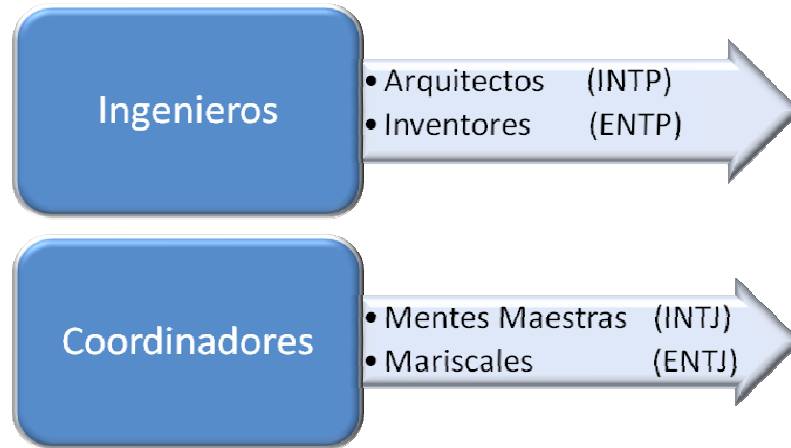 Ingenieros
• Arquitectos (INTP)
• Inventores (ENTP)
Coordinadores
• Mentes Maestras (INTJ)
• Mariscales (ENTJ)